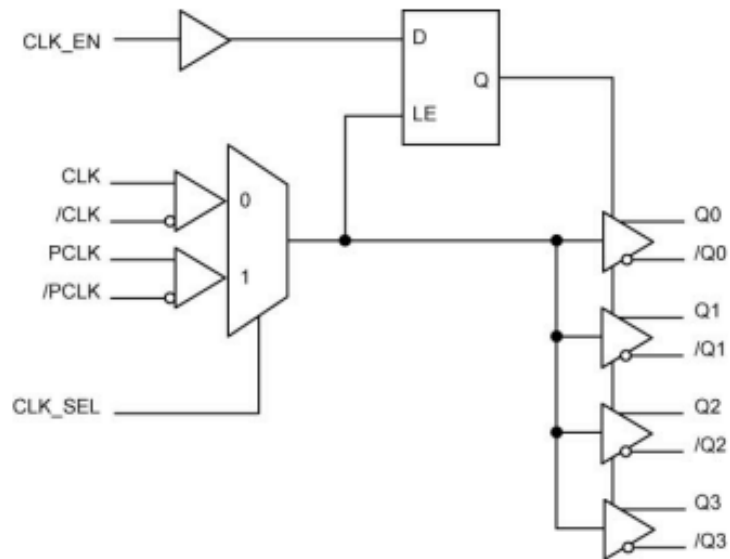 CLK_EN
D
Q
LE
CLK
0
/CLK
PCLK
1
/PCLK
CLK_SEL
Q0
/Q0
Q1
/Q1
Q2
/Q2
Q3
/Q3